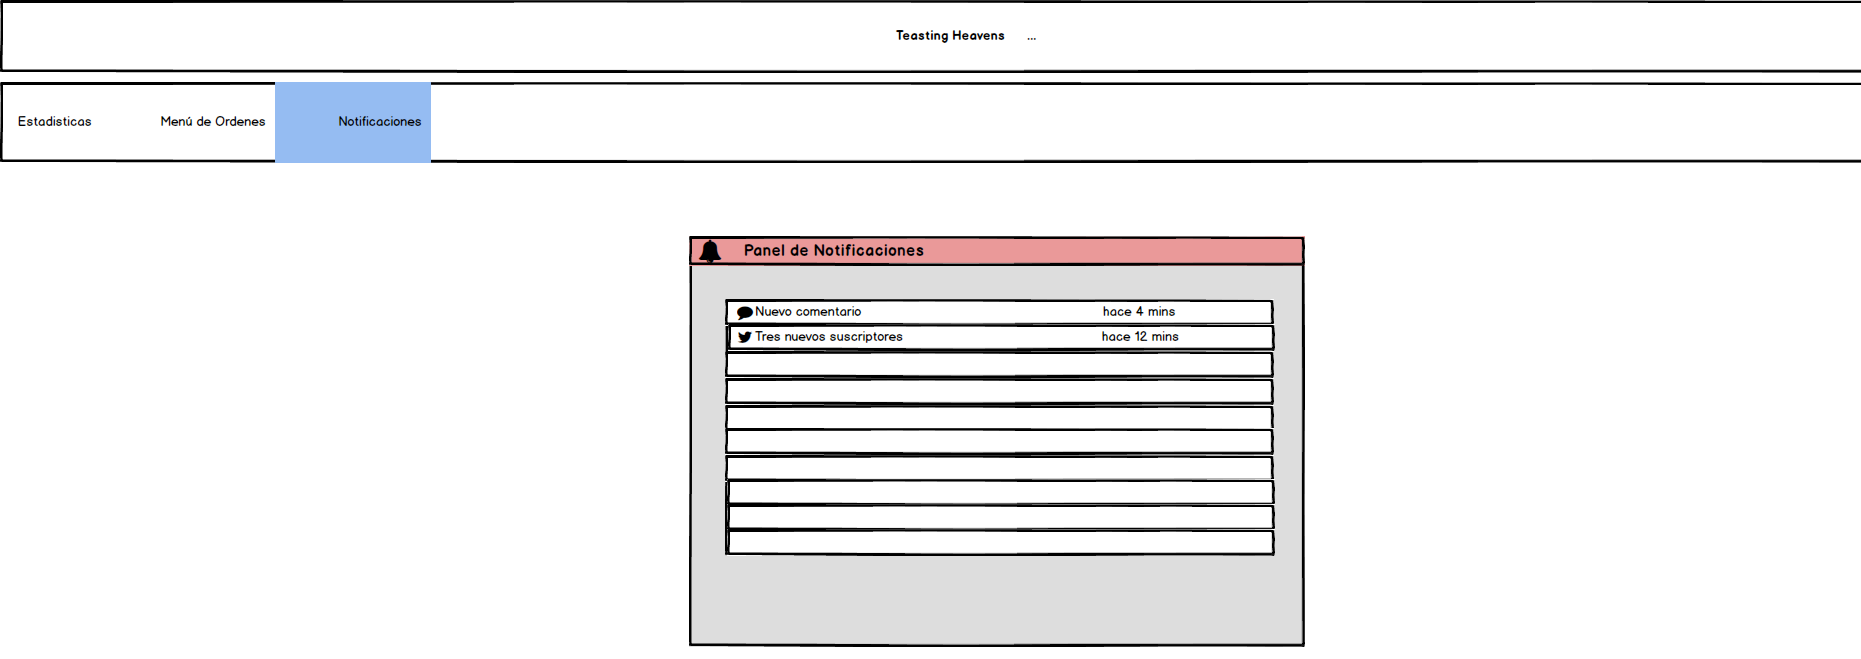 Teasting Heavens ...
Estadisticas Menú de Ordenes Notificaciones
Panel de Notificaciones
Nuevo comentario hace 4 mins
Tres nuevos suscriptores hace 12 mins